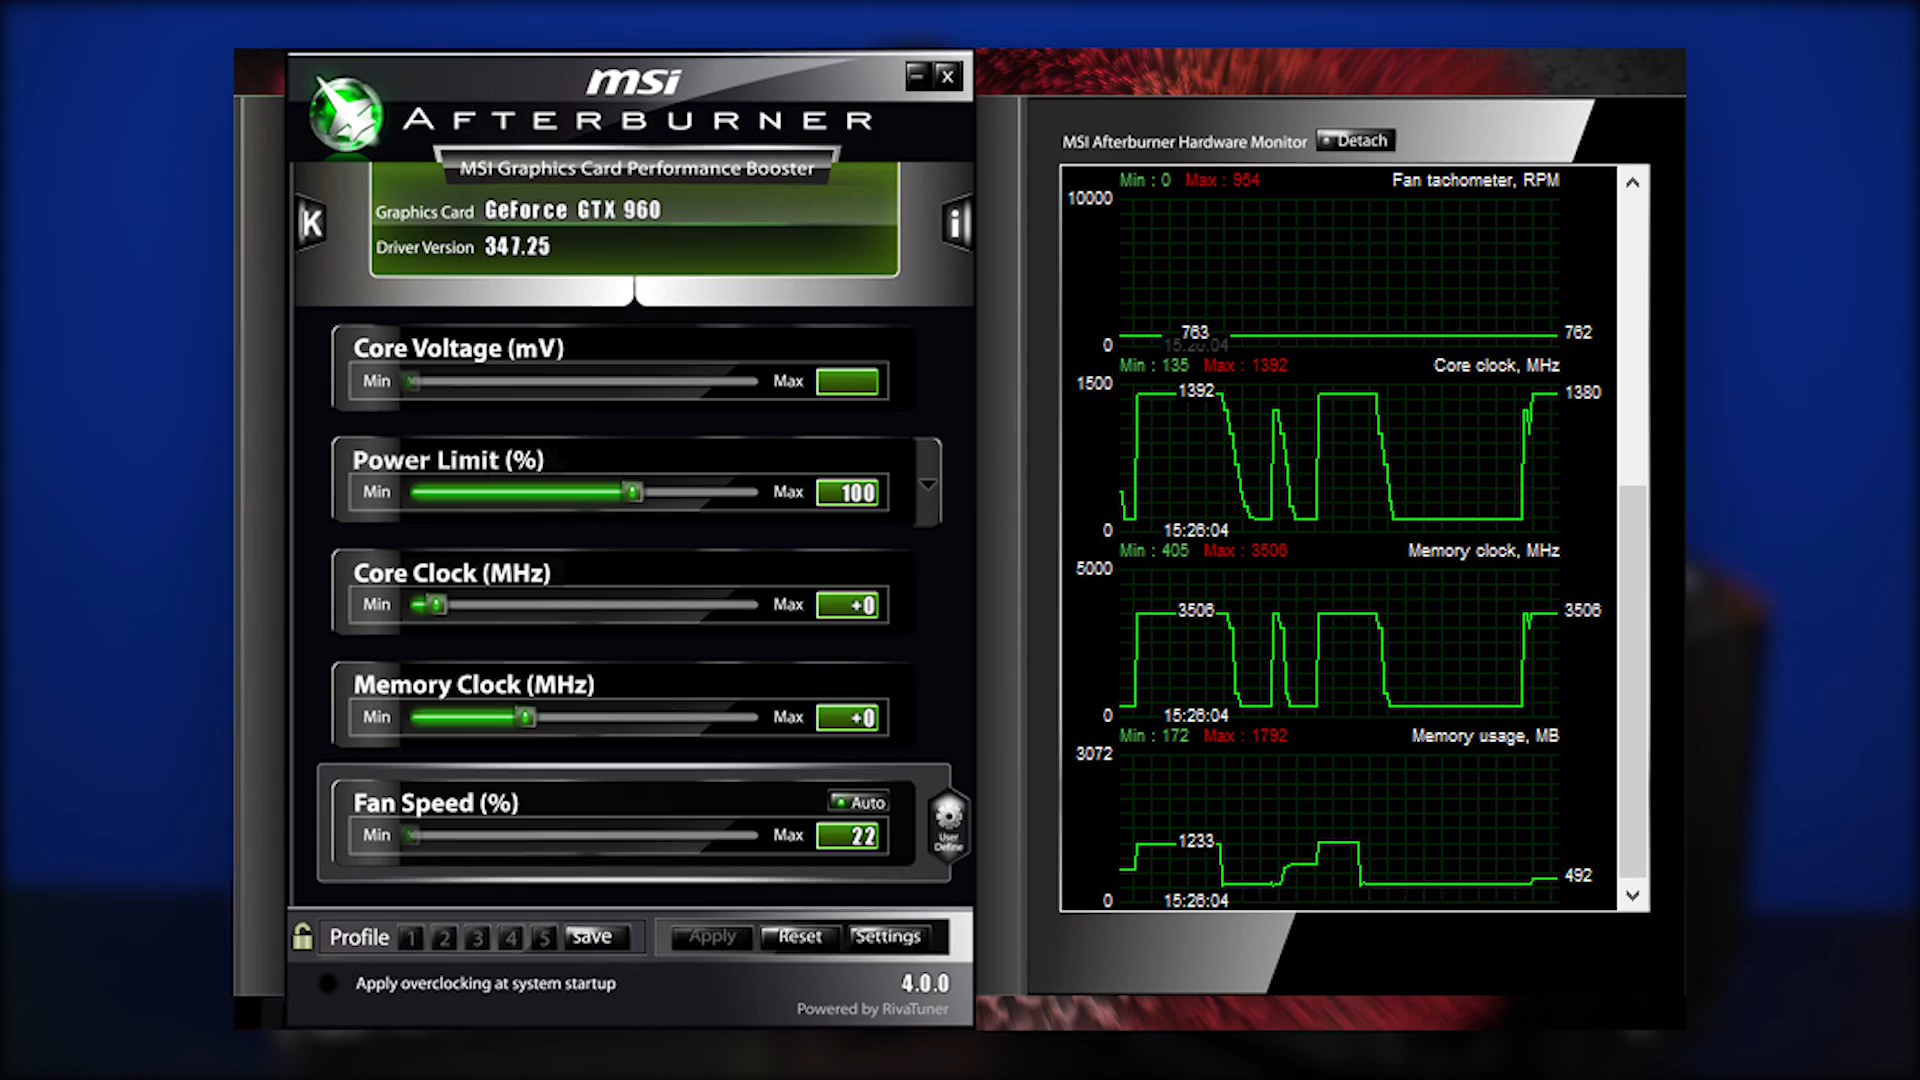 msi
AFTERBURNER
MSI Graphics Card Performance Booster
K
Graphics Card GeForce GTX 960
i
Driver Version 347.25
Core Voltage (mV)
Min Max
Power Limit (%)
Min Max 100
Core Clock (MHz)
Min Max +0
Memory Clock (MHz)
Min Max +0
Fan Speed (%) Auto
Min Max 22
User
Define
Profile 1 2 3 4 5 save Apply Reset Settings
Apply overclocking at system startup 4.0.0
Powered by RivaTuner
MSI Afterburner Hardware Monitor Detach
Min : 0 Max : 954 Fan tachometer, RPM
10000
763 762
0 15:26:04
Min : 135 Max : 1392 Core clock, MHz
1500
1392 1380
0 15:26:04
Min : 405 Max : 3506 Memory clock, MHz
5000
3506 3506
0 15:26:04
Min : 172 Max : 1792 Memory usage, MB
3072
1233 492
0 15:26:04